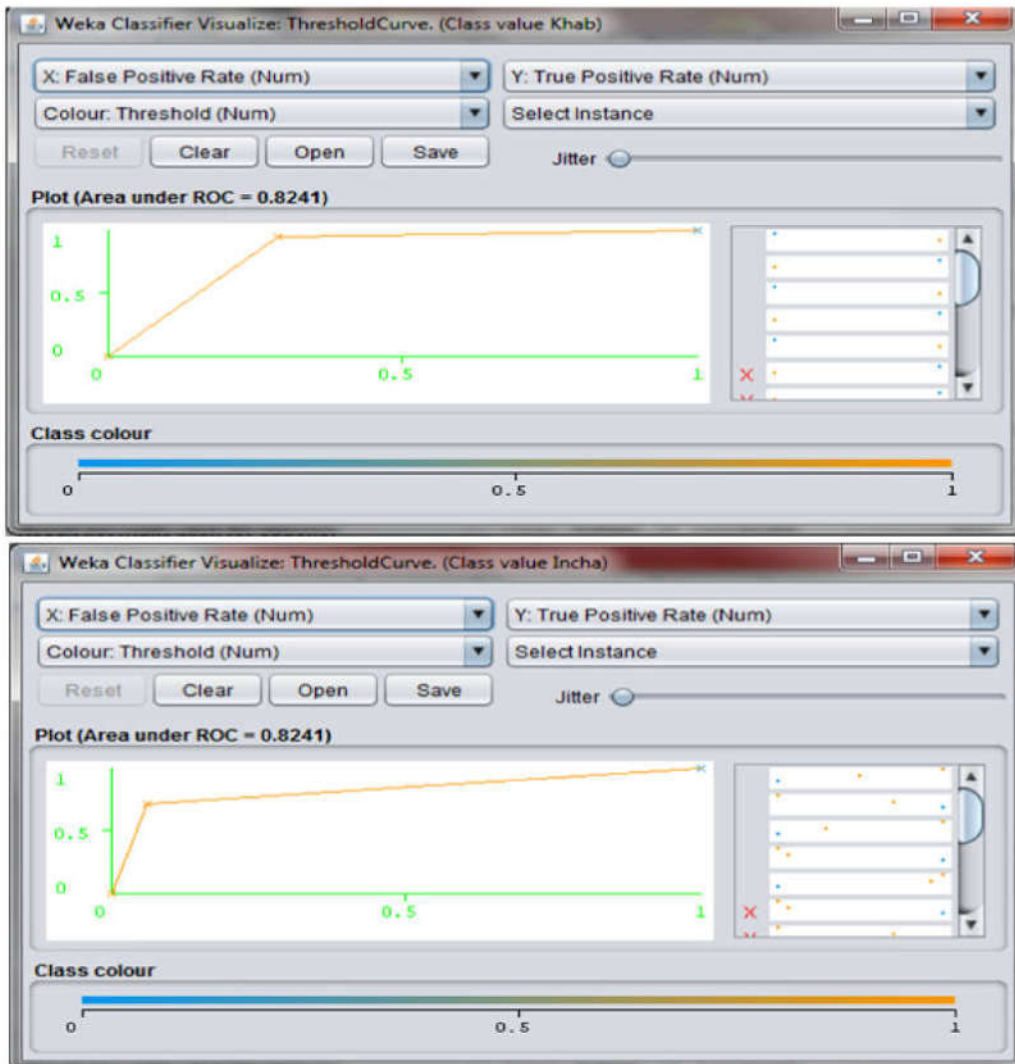 Weka Classifier Visualize: ThresholdCurve. (Class value Khab)
X: False Positive Rate (Num) Y: True Positive Rate (Num)
Colour: Threshold (Num) Select Instance
Reset Clear Open Save Jitter
Plot (Area under ROC = 0.8241)
1
0.5
0
0 0.5 1
X
Class colour
0 0.5 1
Weka Classifier Visualize: ThresholdCurve. (Class value Incha)
X: False Positive Rate (Num) Y: True Positive Rate (Num)
Colour: Threshold (Num) Select Instance
Reset Clear Open Save Jitter
Plot (Area under ROC = 0.8241)
1
0.5
0
0 0.5 1
X
Class colour
0 0.5 1